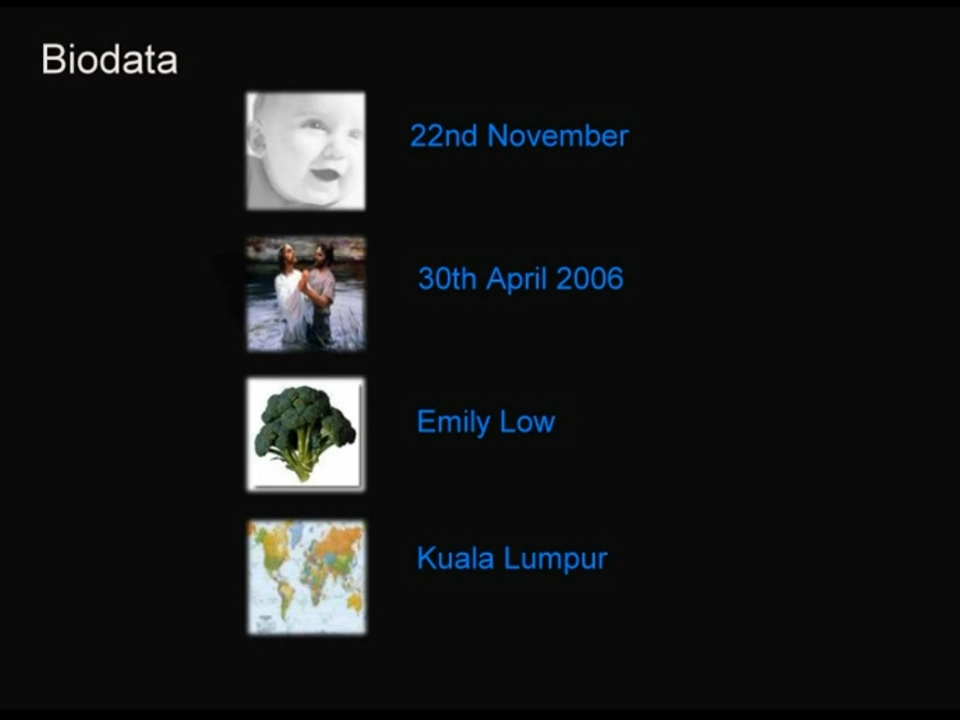 Biodata
22nd November
30th April 2006
Emily Low
Kuala Lumpur